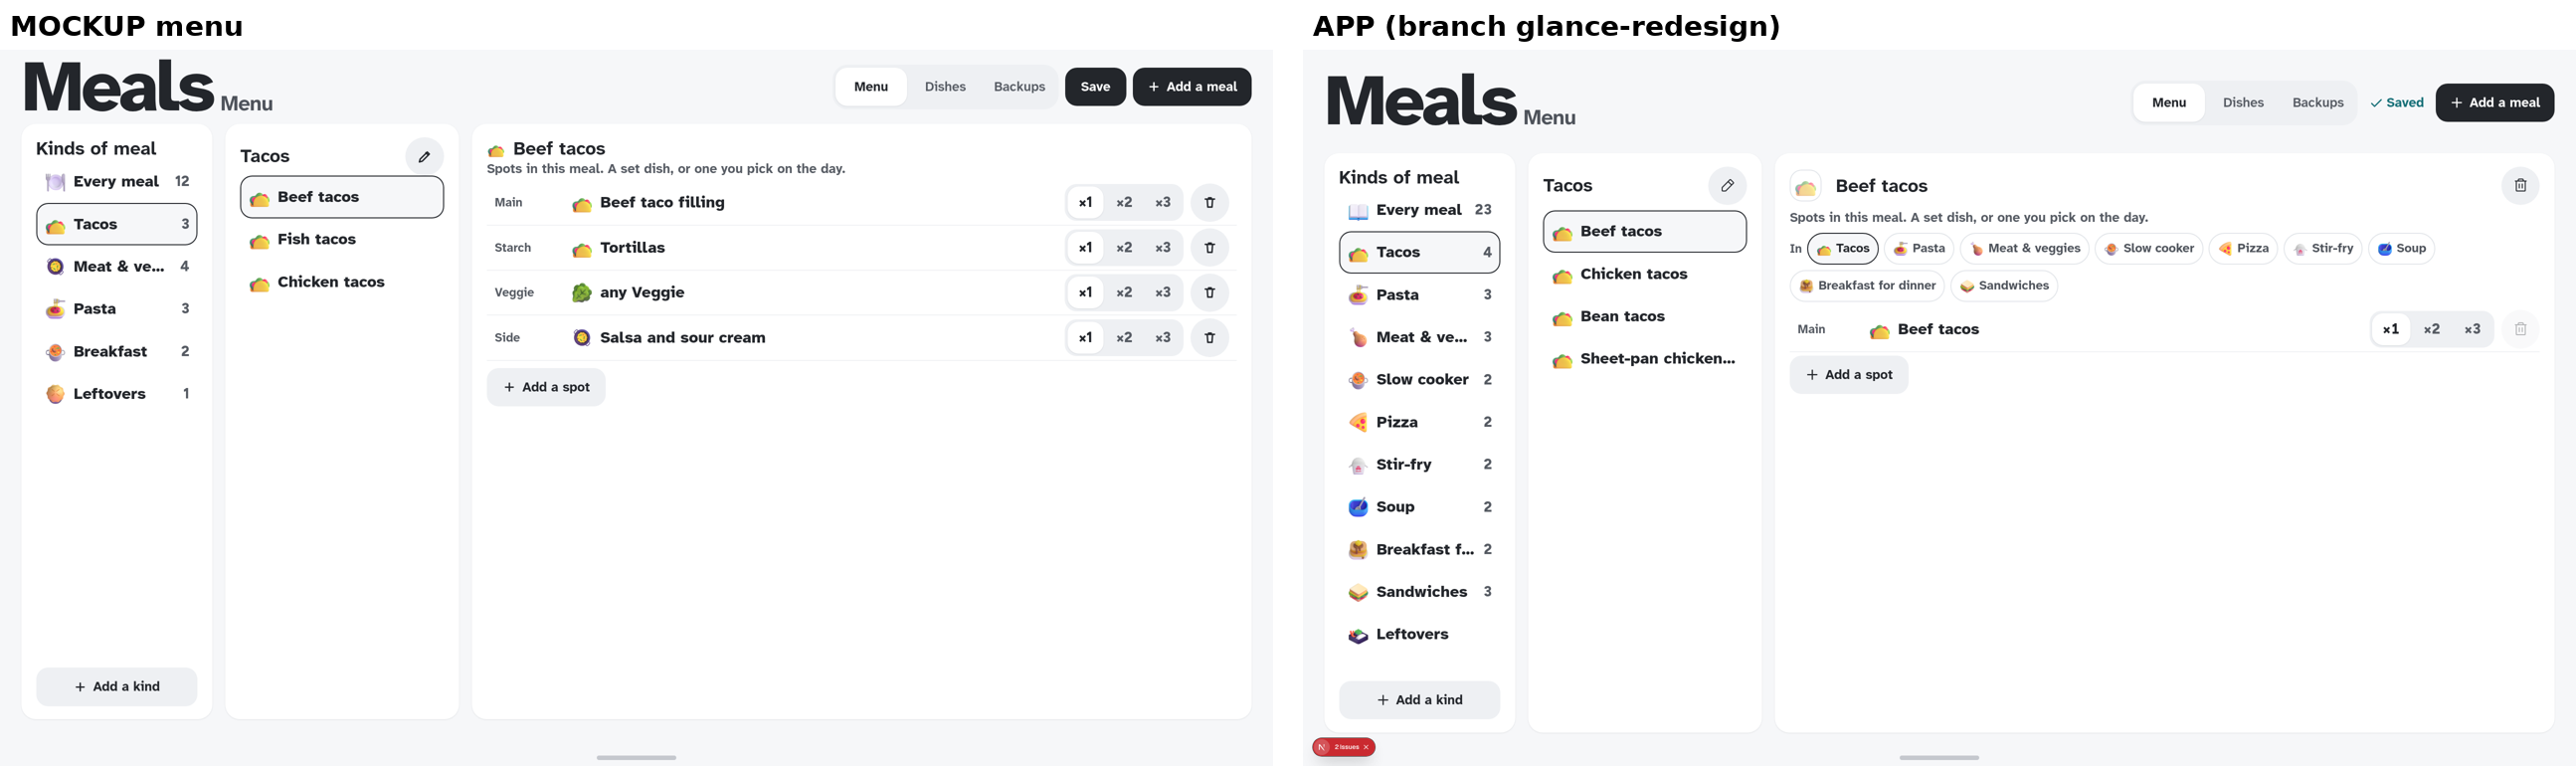 MOCKUP menu
Meals Menu
Menu Dishes Backups Save + Add a meal
Kinds of meal
Every meal 12
Tacos 3
Meat & ve... 4
Pasta 3
Breakfast 2
Leftovers 1
+ Add a kind
Tacos
Beef tacos
Fish tacos
Chicken tacos
Beef tacos
Spots in this meal. A set dish, or one you pick on the day.
Main Beef taco filling ×1 ×2 ×3
Starch Tortillas ×1 ×2 ×3
Veggie any Veggie ×1 ×2 ×3
Side Salsa and sour cream ×1 ×2 ×3
+ Add a spot
APP (branch glance-redesign)
Meals Menu
Menu Dishes Backups ✓ Saved + Add a meal
Kinds of meal
Every meal 23
Tacos 4
Pasta 3
Meat & ve... 3
Slow cooker 2
Pizza 2
Stir-fry 2
Soup 2
Breakfast f... 2
Sandwiches 3
Leftovers
+ Add a kind
N 2 Issues ×
Tacos
Beef tacos
Chicken tacos
Bean tacos
Sheet-pan chicken...
Beef tacos
Spots in this meal. A set dish, or one you pick on the day.
In Tacos Pasta Meat & veggies Slow cooker Pizza Stir-fry Soup
Breakfast for dinner Sandwiches
Main Beef tacos ×1 ×2 ×3
+ Add a spot